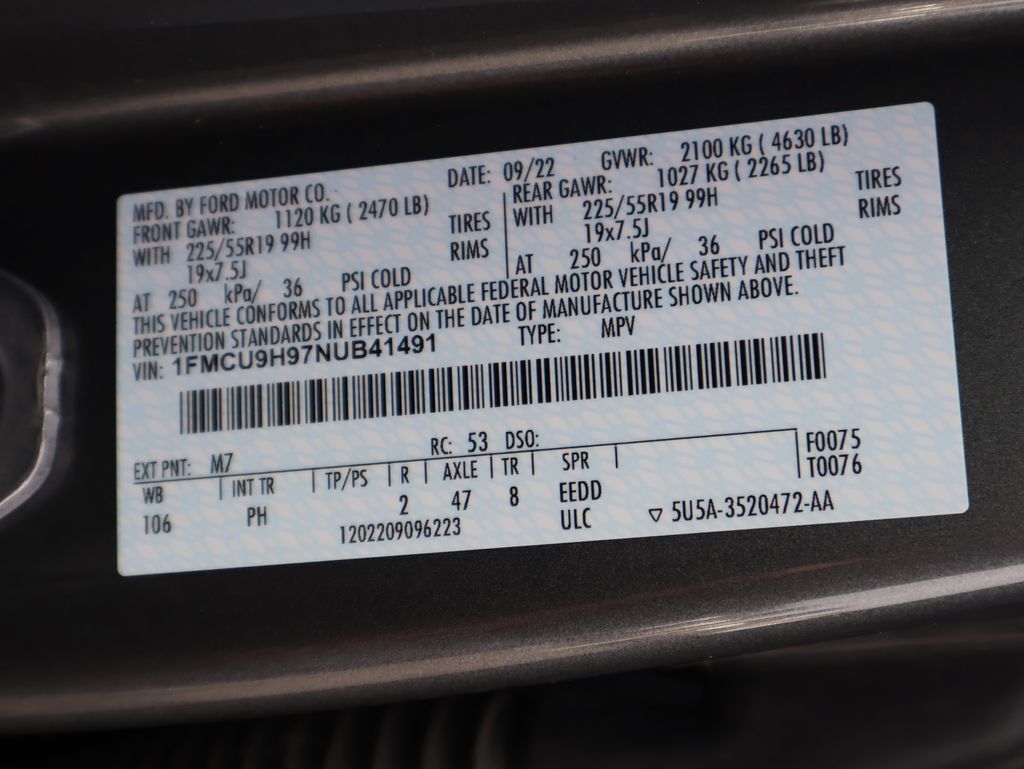 MFD. BY FORD MOTOR CO. DATE: 09/22 GVWR: 2100 KG ( 4630 LB)
FRONT GAWR: 1120 KG ( 2470 LB) REAR GAWR: 1027 KG ( 2265 LB)
WITH 225/55R19 99H TIRES WITH 225/55R19 99H TIRES
19x7.5J RIMS 19x7.5J RIMS
AT 250 kPa/ 36 PSI COLD AT 250 kPa/ 36 PSI COLD
THIS VEHICLE CONFORMS TO ALL APPLICABLE FEDERAL MOTOR VEHICLE SAFETY AND THEFT
PREVENTION STANDARDS IN EFFECT ON THE DATE OF MANUFACTURE SHOWN ABOVE.
VIN: 1FMCU9H97NUB41491 TYPE: MPV
EXT PNT: M7 RC: 53 DSO:
WB INT TR TP/PS R AXLE TR SPR F0075
106 PH 2 47 8 EEDD T0076
1202209096223 ULC ▽ 5U5A-3520472-AA